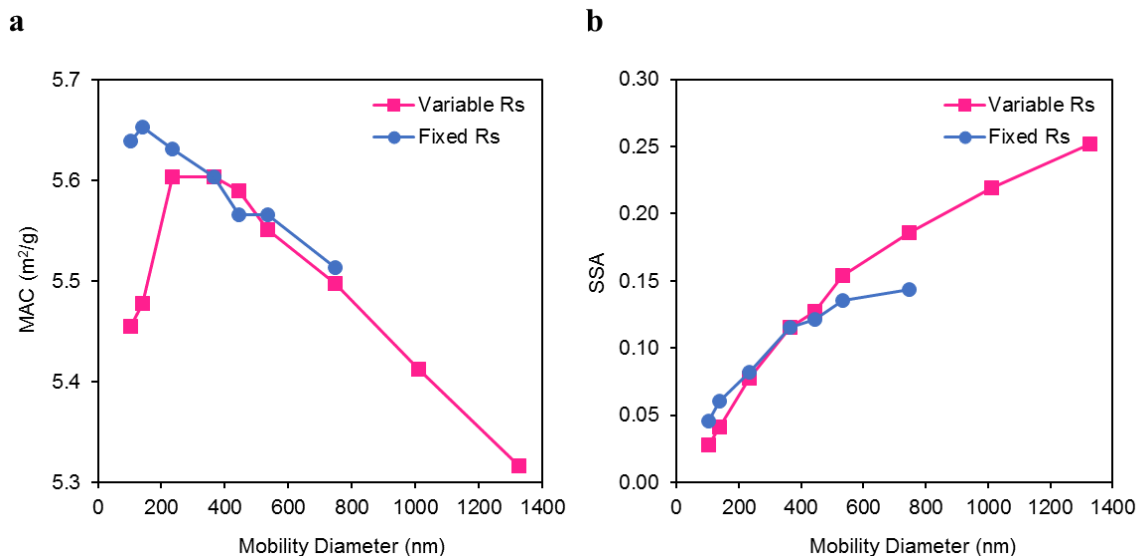 a
5.7
5.6
5.5
5.4
5.3
MAC (m²/g)
0 200 400 600 800 1000 1200 1400
Mobility Diameter (nm)
Variable Rs
Fixed Rs
b
0.30
0.25
0.20
0.15
0.10
0.05
0.00
SSA
0 200 400 600 800 1000 1200 1400
Mobility Diameter (nm)
Variable Rs
Fixed Rs